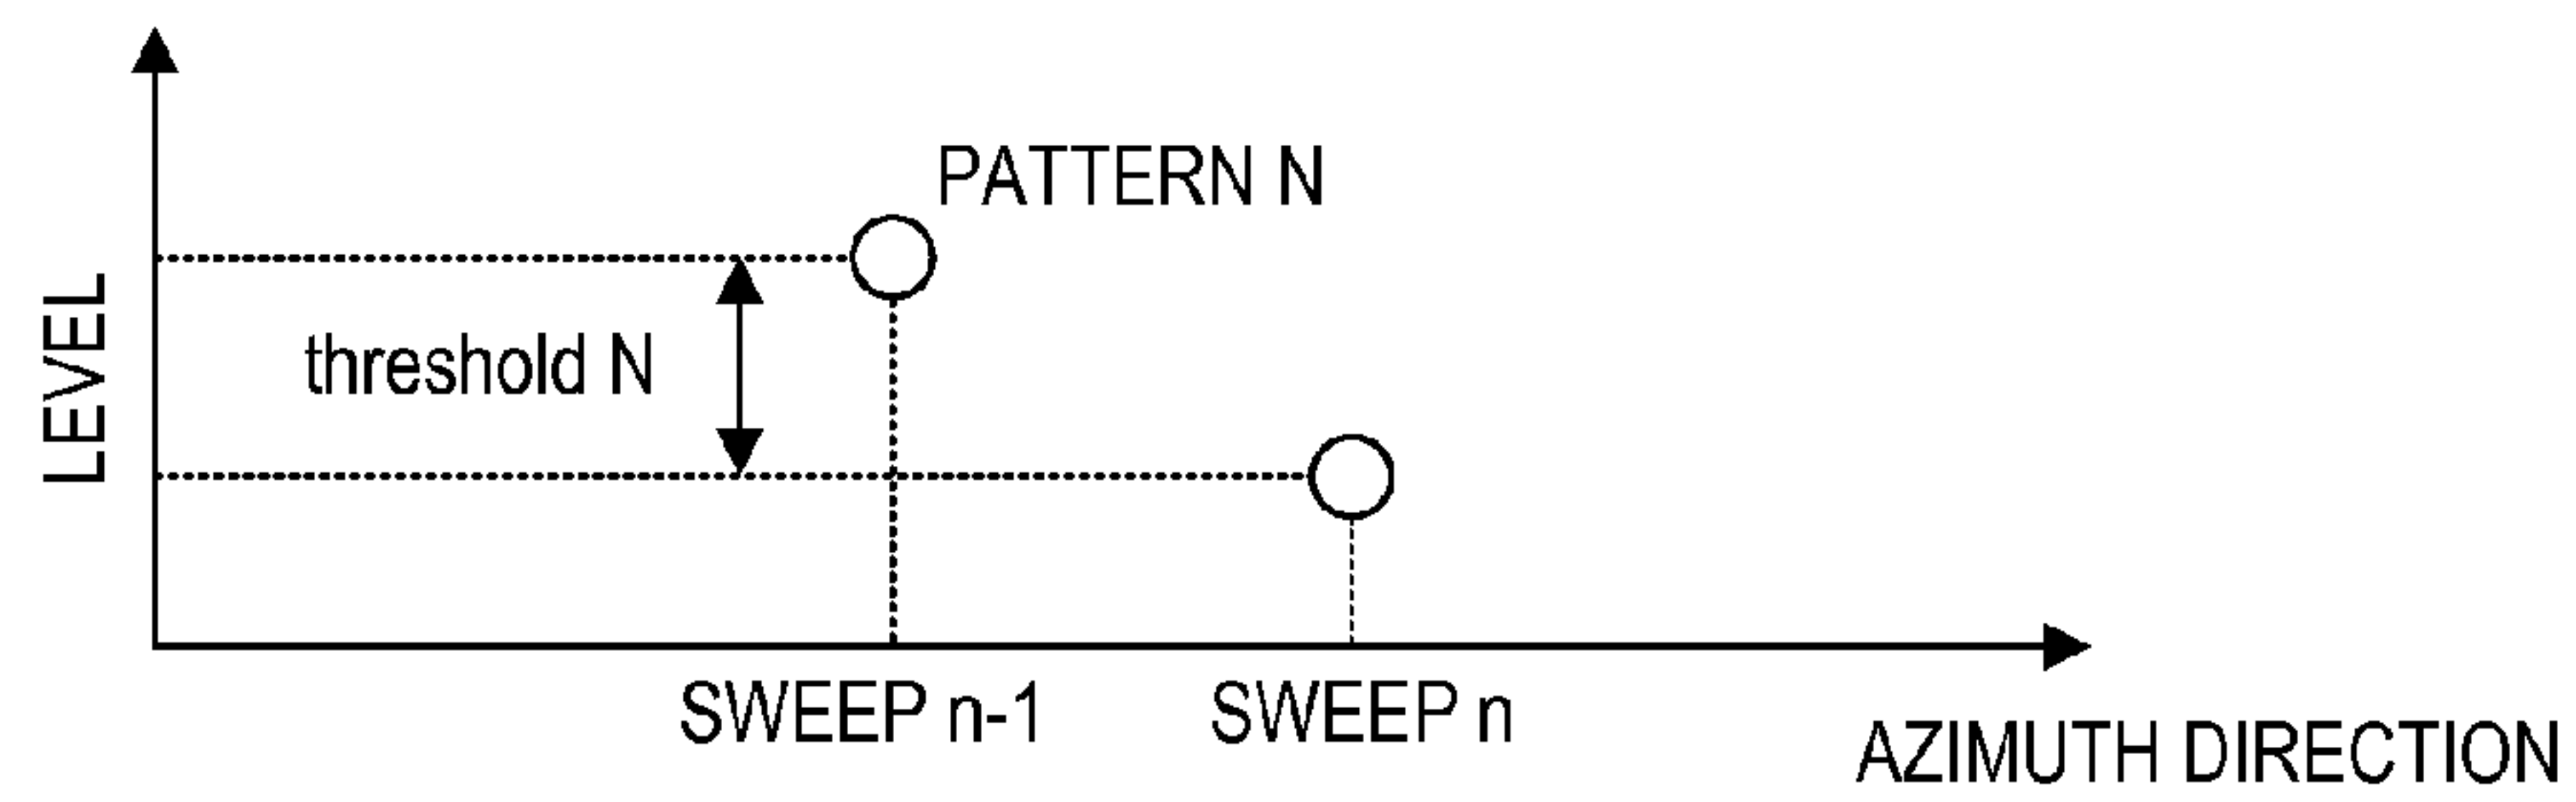 PATTERN N
LEVEL
threshold N
SWEEP n-1
SWEEP n
AZIMUTH DIRECTION